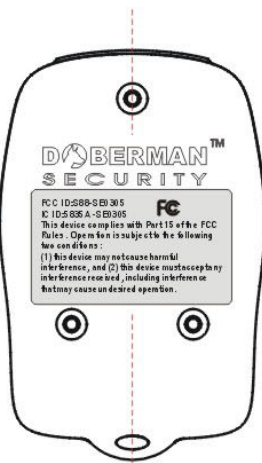 DOBERMAN™
SECURITY
FCC ID:S88-SE0305 FC
IC ID:5835A-SE0305
This device complies with Part 15 of the FCC
Rules. Operation is subject to the following
two conditions:
(1) this device may not cause harmful
interference, and (2) this device must accept any
interference received, including interference
that may cause undesired operation.